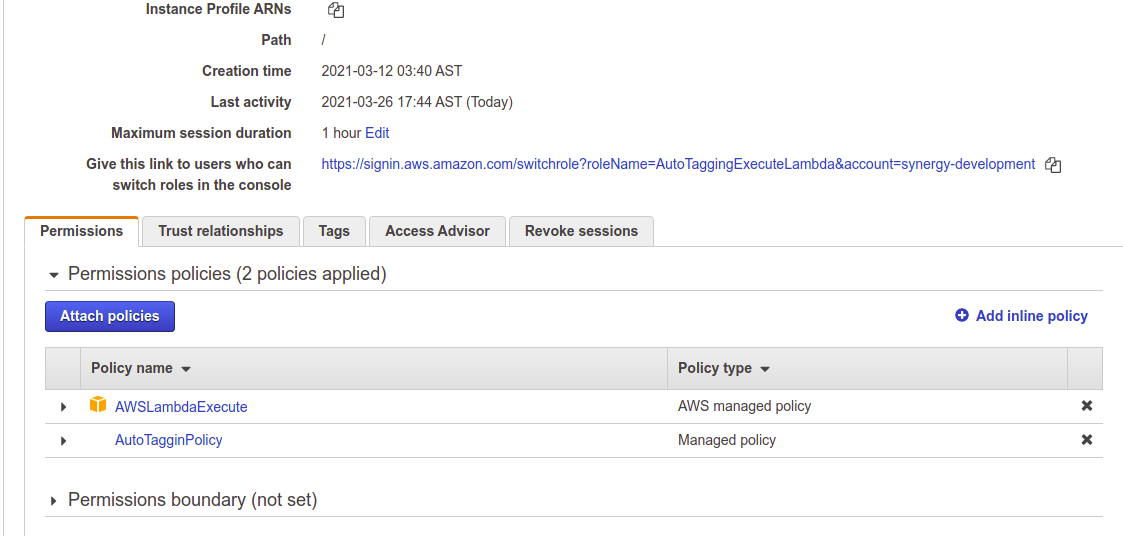 Instance Profile ARNs
Path /
Creation time 2021-03-12 03:40 AST
Last activity 2021-03-26 17:44 AST (Today)
Maximum session duration 1 hour Edit
Give this link to users who can https://signin.aws.amazon.com/switchrole?roleName=AutoTaggingExecuteLambda&account=synergy-development
switch roles in the console
Permissions Trust relationships Tags Access Advisor Revoke sessions
Permissions policies (2 policies applied)
Attach policies Add inline policy
Policy name Policy type
AWSLambdaExecute AWS managed policy
AutoTagginPolicy Managed policy
Permissions boundary (not set)